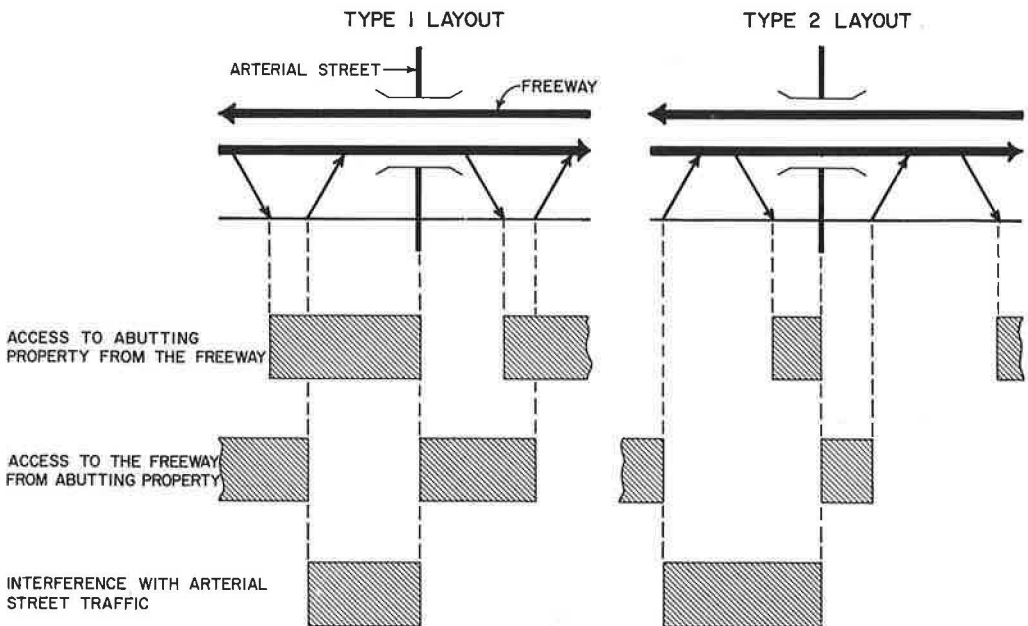 TYPE 1 LAYOUT
TYPE 2 LAYOUT
ARTERIAL STREET
FREEWAY
ACCESS TO ABUTTING
PROPERTY FROM THE FREEWAY
ACCESS TO THE FREEWAY
FROM ABUTTING PROPERTY
INTERFERENCE WITH ARTERIAL
STREET TRAFFIC